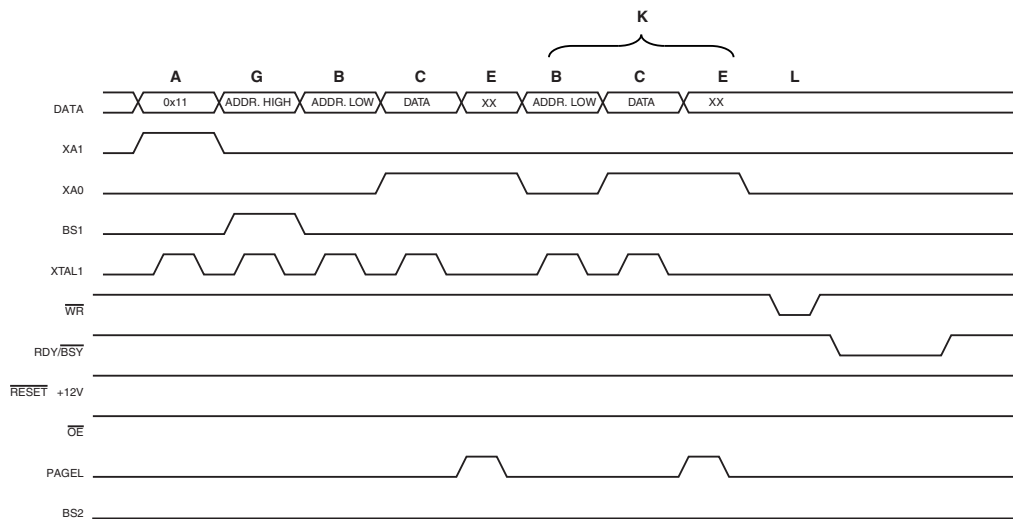 K
A G B C E B C E L
DATA 0x11 ADDR. HIGH ADDR. LOW DATA XX ADDR. LOW DATA XX
XA1
XA0
BS1
XTAL1
WR
RDY/BSY
RESET +12V
OE
PAGEL
BS2